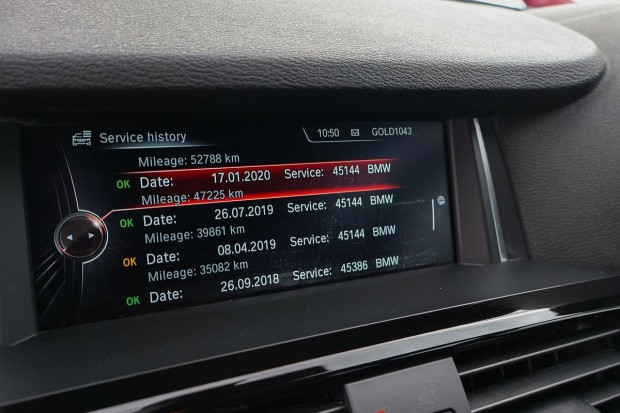 Service history 10:50 GOLD1043
Mileage: 52788 km
OK Date: 17.01.2020 Service: 45144 BMW
Mileage: 47225 km
OK Date: 26.07.2019 Service: 45144 BMW
Mileage: 39861 km
OK Date: 08.04.2019 Service: 45144 BMW
Mileage: 35082 km
OK Date: 26.09.2018 Service: 45386 BMW